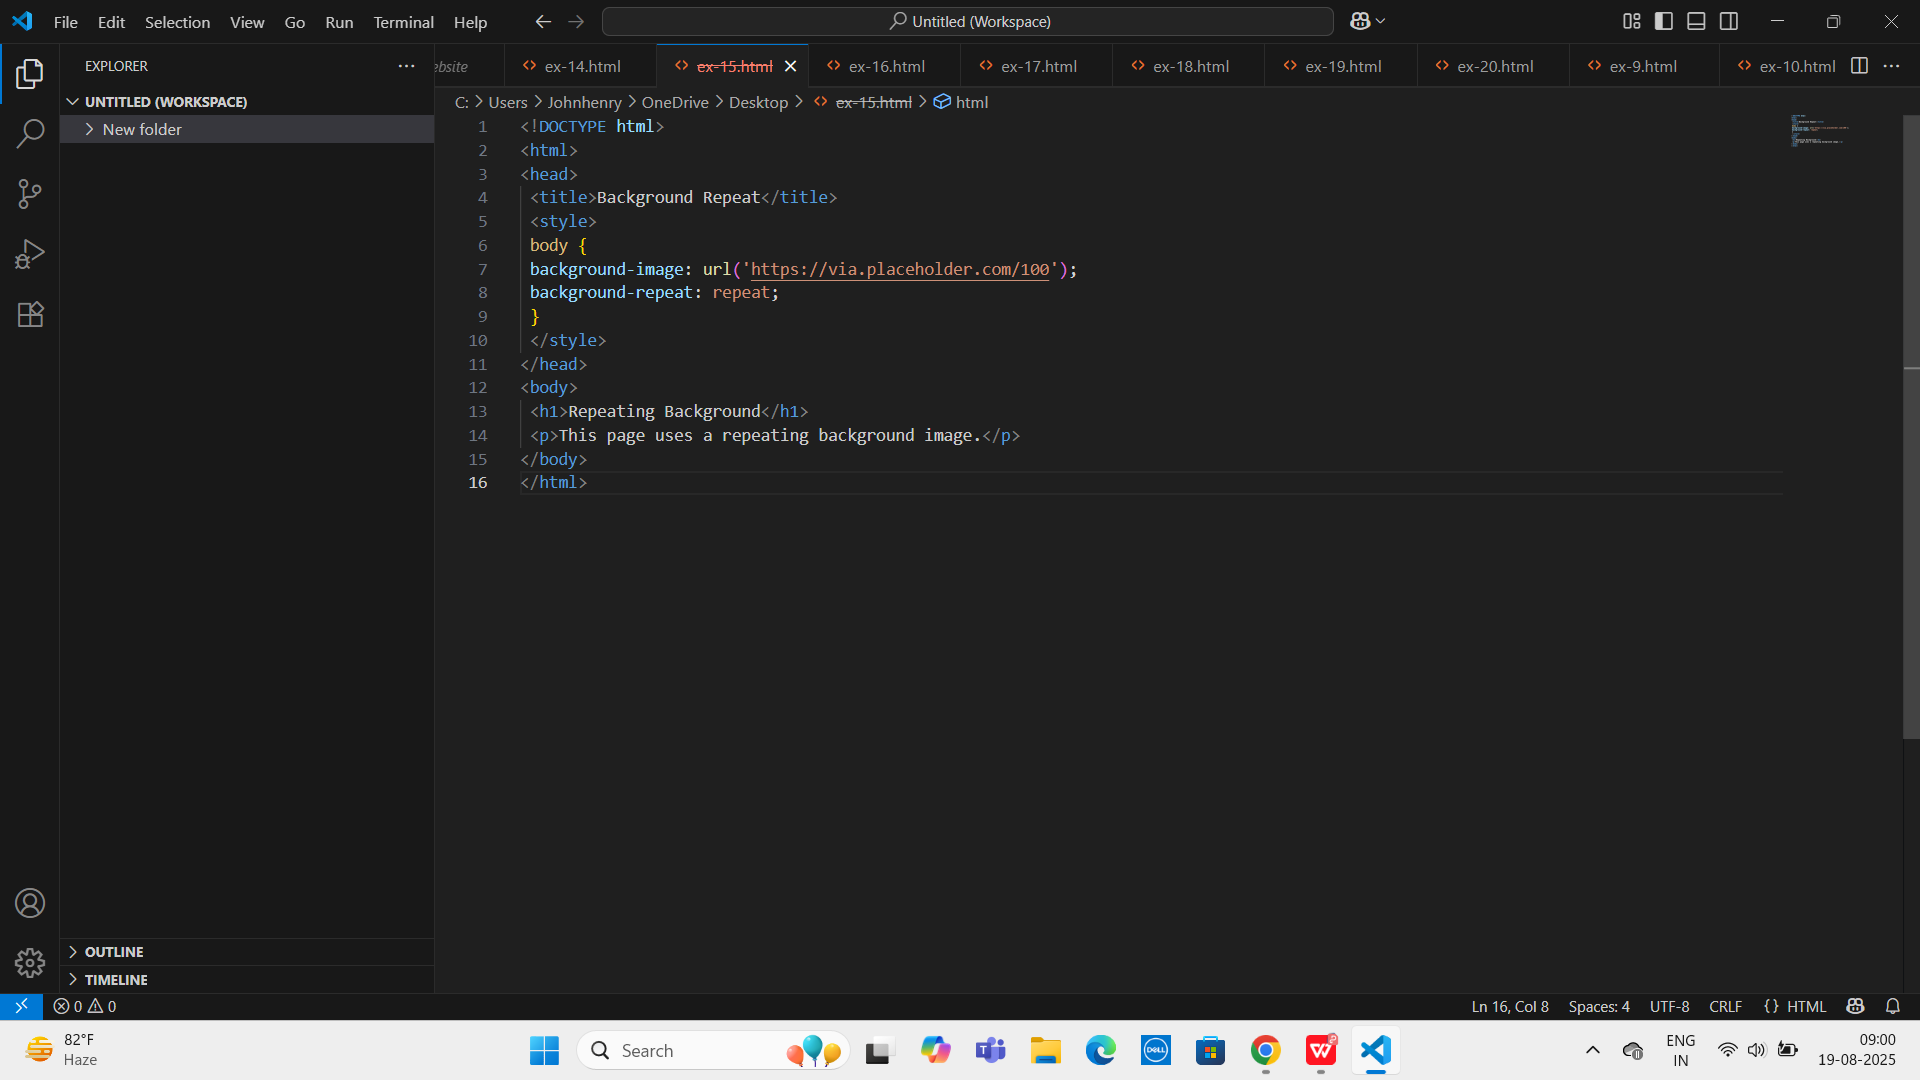 File Edit Selection View Go Run Terminal Help
Untitled (Workspace)
EXPLORER
ebsite ex-14.html ex-15.html ex-16.html ex-17.html ex-18.html ex-19.html ex-20.html ex-9.html ex-10.html
UNTITLED (WORKSPACE)
New folder
C: > Users > Johnhenry > OneDrive > Desktop > ex-15.html > html
1 <!DOCTYPE html>
2 <html>
3 <head>
4 <title>Background Repeat</title>
5 <style>
6 body {
7 background-image: url('https://via.placeholder.com/100');
8 background-repeat: repeat;
9 }
10 </style>
11 </head>
12 <body>
13 <h1>Repeating Background</h1>
14 <p>This page uses a repeating background image.</p>
15 </body>
16 </html>
OUTLINE
TIMELINE
0 0 Ln 16, Col 8 Spaces: 4 UTF-8 CRLF {} HTML
82°F
Haze
Search
DELL
ENG
IN
09:00
19-08-2025